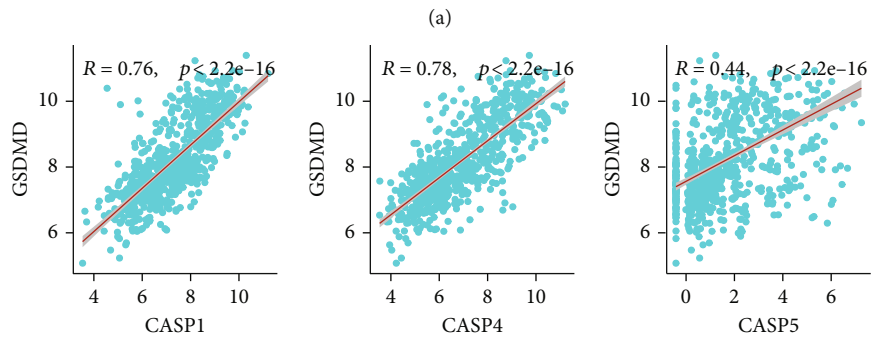 (a)
R = 0.76, p < 2.2e–16
R = 0.78, p < 2.2e–16
R = 0.44, p < 2.2e–16
GSDMD
10
8
6
4
6
8
10
CASP1
GSDMD
10
8
6
4
6
8
10
CASP4
GSDMD
10
8
6
0
2
4
6
CASP5